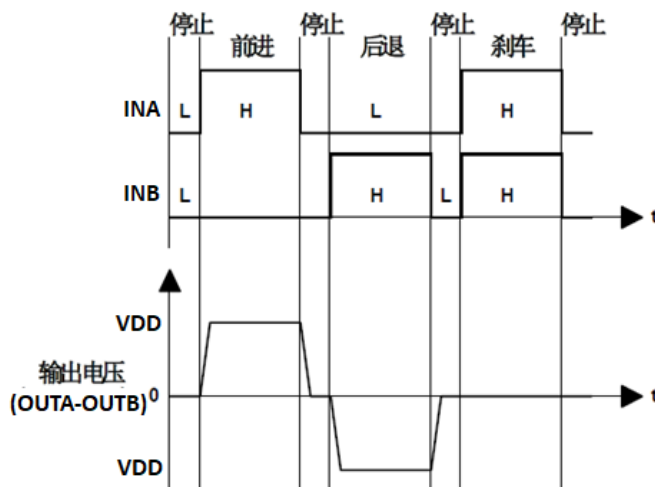 停止 停止 停止 停止
前进 后退 刹车
INA L H L H
INB L H L H t
VDD
输出电压
(OUTA-OUTB) 0 t
VDD